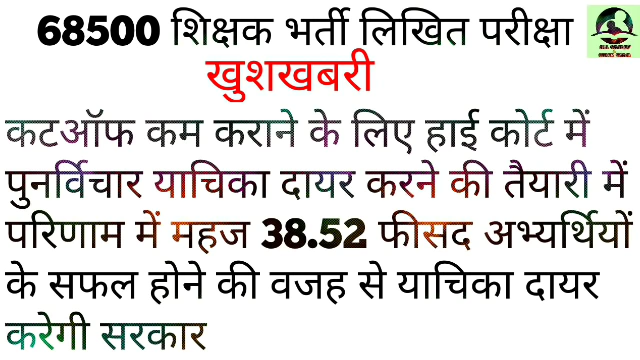 68500 शिक्षक भर्ती लिखित परीक्षा
खुशखबरी
कटऑफ कम कराने के लिए हाई कोर्ट में
पुनर्विचार याचिका दायर करने की तैयारी में
परिणाम में महज 38.52 फीसद अभ्यर्थियों
के सफल होने की वजह से याचिका दायर
करेगी सरकार